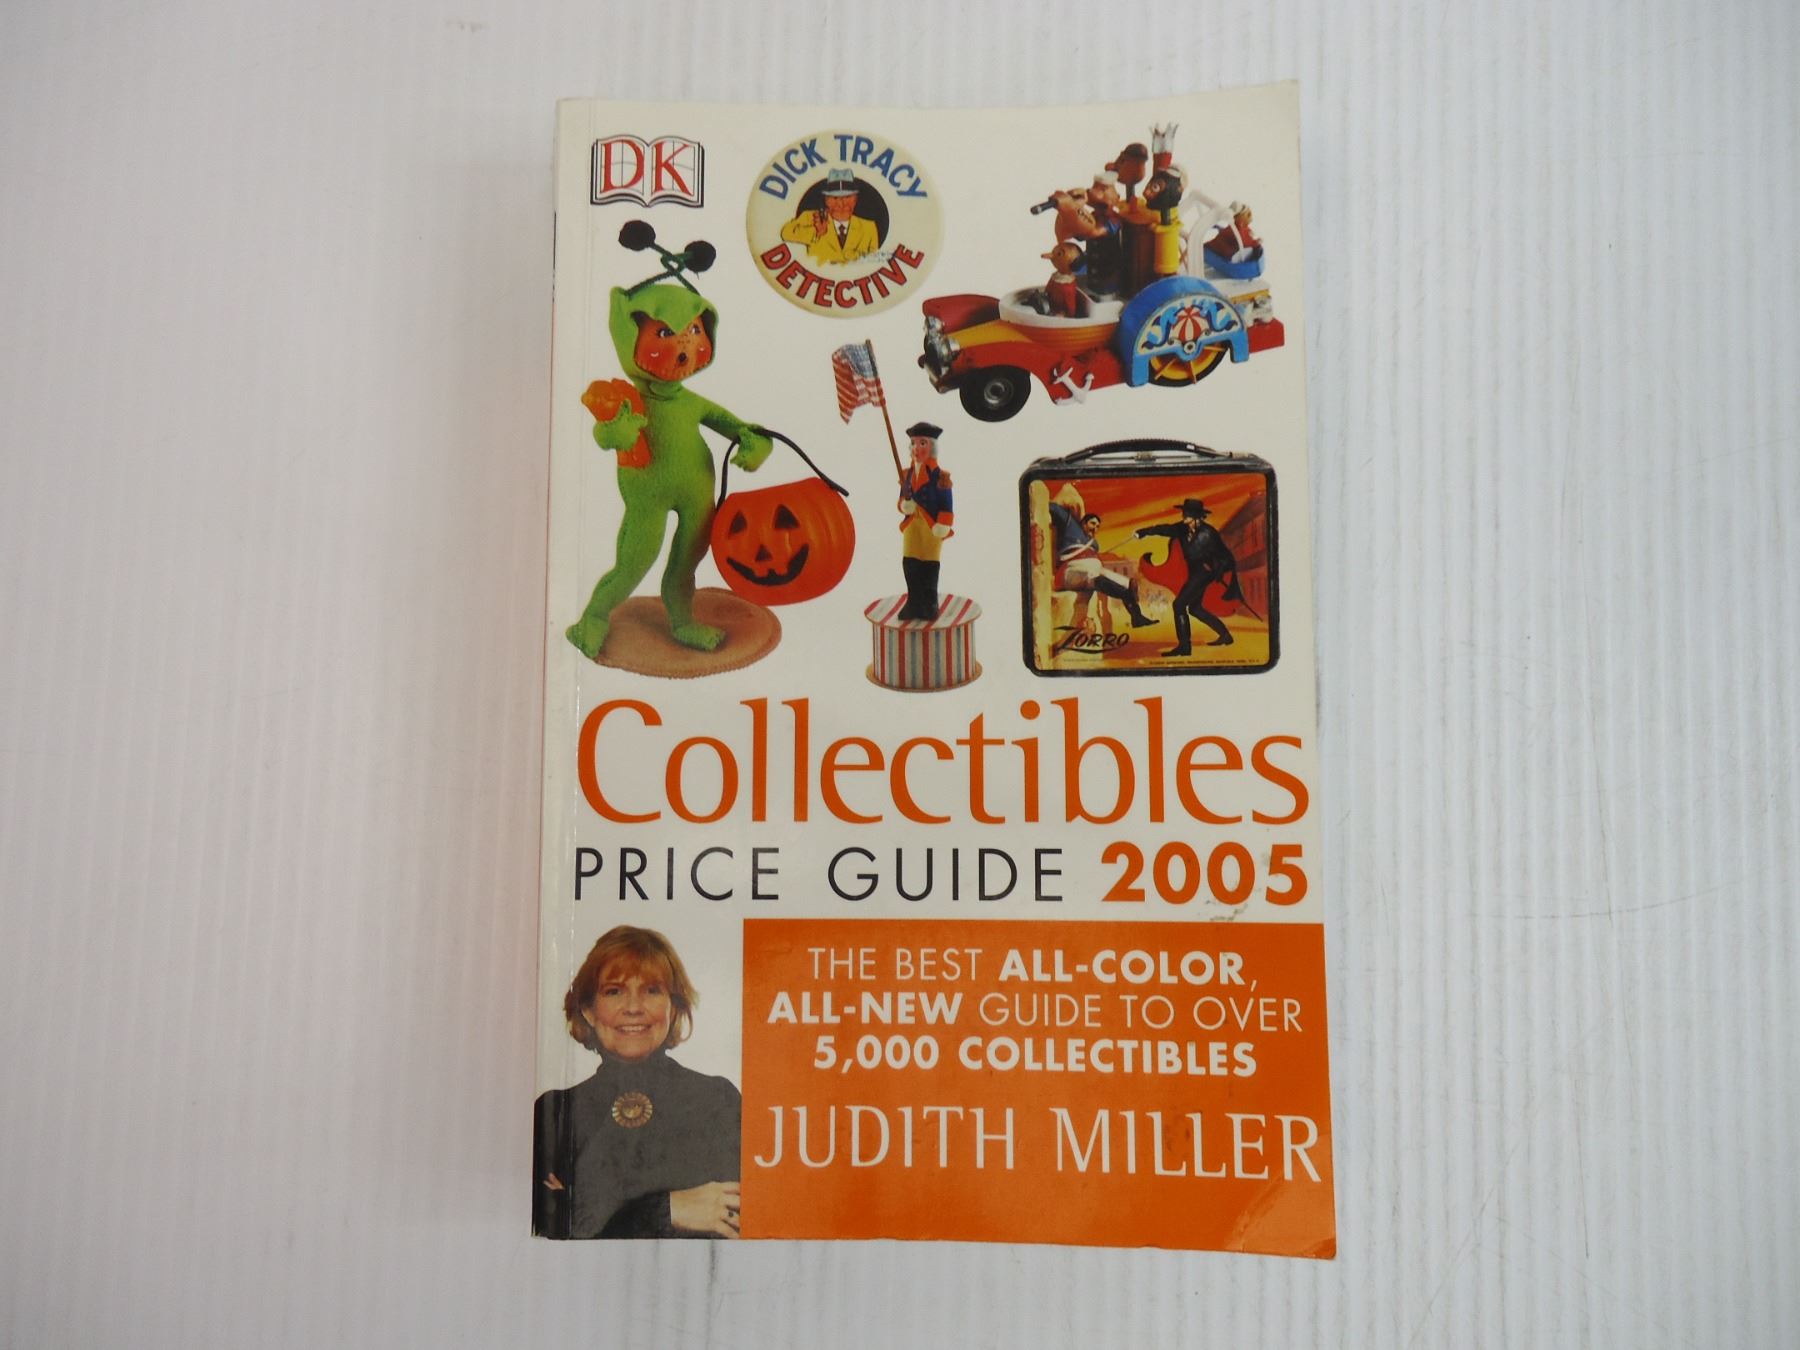 DK
DICK TRACY
DETECTIVE
ZORRO
Collectibles
PRICE GUIDE 2005
THE BEST ALL-COLOR,
ALL-NEW GUIDE TO OVER
5,000 COLLECTIBLES
JUDITH MILLER